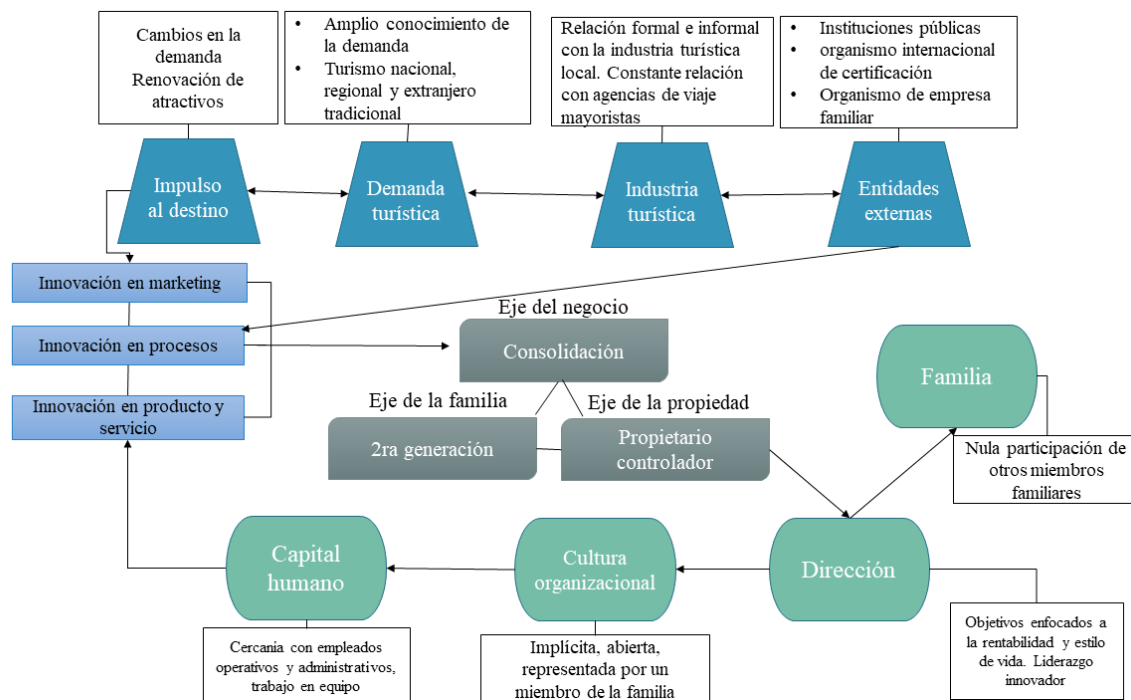 Cambios en la
demanda
Renovación de
atractivos
• Amplio conocimiento de
la demanda
• Turismo nacional,
regional y extranjero
tradicional
Relación formal e informal
con la industria turística
local. Constante relación
con agencias de viaje
mayoristas
• Instituciones públicas
• organismo internacional
de certificación
• Organismo de empresa
familiar
Impulso
al destino
Demanda
turística
Industria
turística
Entidades
externas
Innovación en marketing
Innovación en procesos
Innovación en producto y
servicio
Eje del negocio
Consolidación
Eje de la familia
Eje de la propiedad
2ra generación
Propietario
controlador
Familia
Nula participación de
otros miembros
familiares
Capital
humano
Cultura
organizacional
Dirección
Cercania con empleados
operativos y administrativos,
trabajo en equipo
Implícita, abierta,
representada por un
miembro de la familia
Objetivos enfocados a
la rentabilidad y estilo
de vida. Liderazgo
innovador